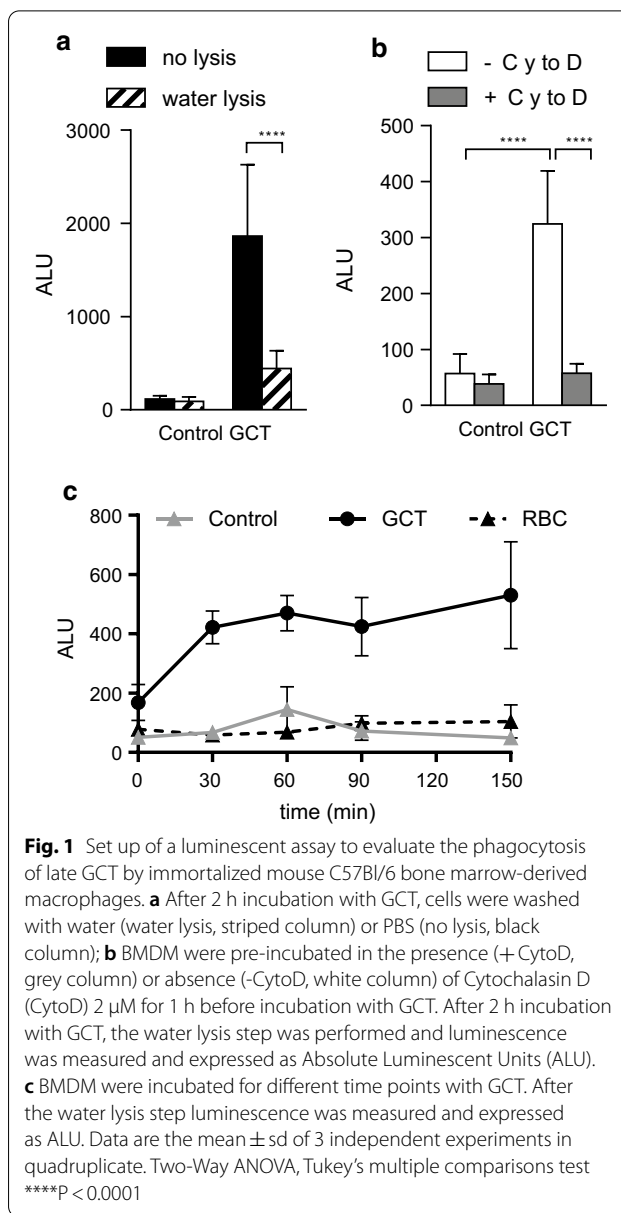 a
no lysis
water lysis
3000
2000
1000
0
ALU
****
Control GCT
b
- C y to D
+ C y to D
500
400
300
200
100
0
ALU
****
****
Control GCT
c
Control
GCT
RBC
800
600
400
200
0
ALU
0 30 60 90 120 150
time (min)
Fig. 1 Set up of a luminescent assay to evaluate the phagocytosis
of late GCT by immortalized mouse C57Bl/6 bone marrow-derived
macrophages. a After 2 h incubation with GCT, cells were washed
with water (water lysis, striped column) or PBS (no lysis, black
column); b BMDM were pre-incubated in the presence (+ CytoD,
grey column) or absence (-CytoD, white column) of Cytochalasin D
(CytoD) 2 μM for 1 h before incubation with GCT. After 2 h incubation
with GCT, the water lysis step was performed and luminescence
was measured and expressed as Absolute Luminescent Units (ALU).
c BMDM were incubated for different time points with GCT. After
the water lysis step luminescence was measured and expressed
as ALU. Data are the mean ± sd of 3 independent experiments in
quadruplicate. Two-Way ANOVA, Tukey's multiple comparisons test
****P < 0.0001